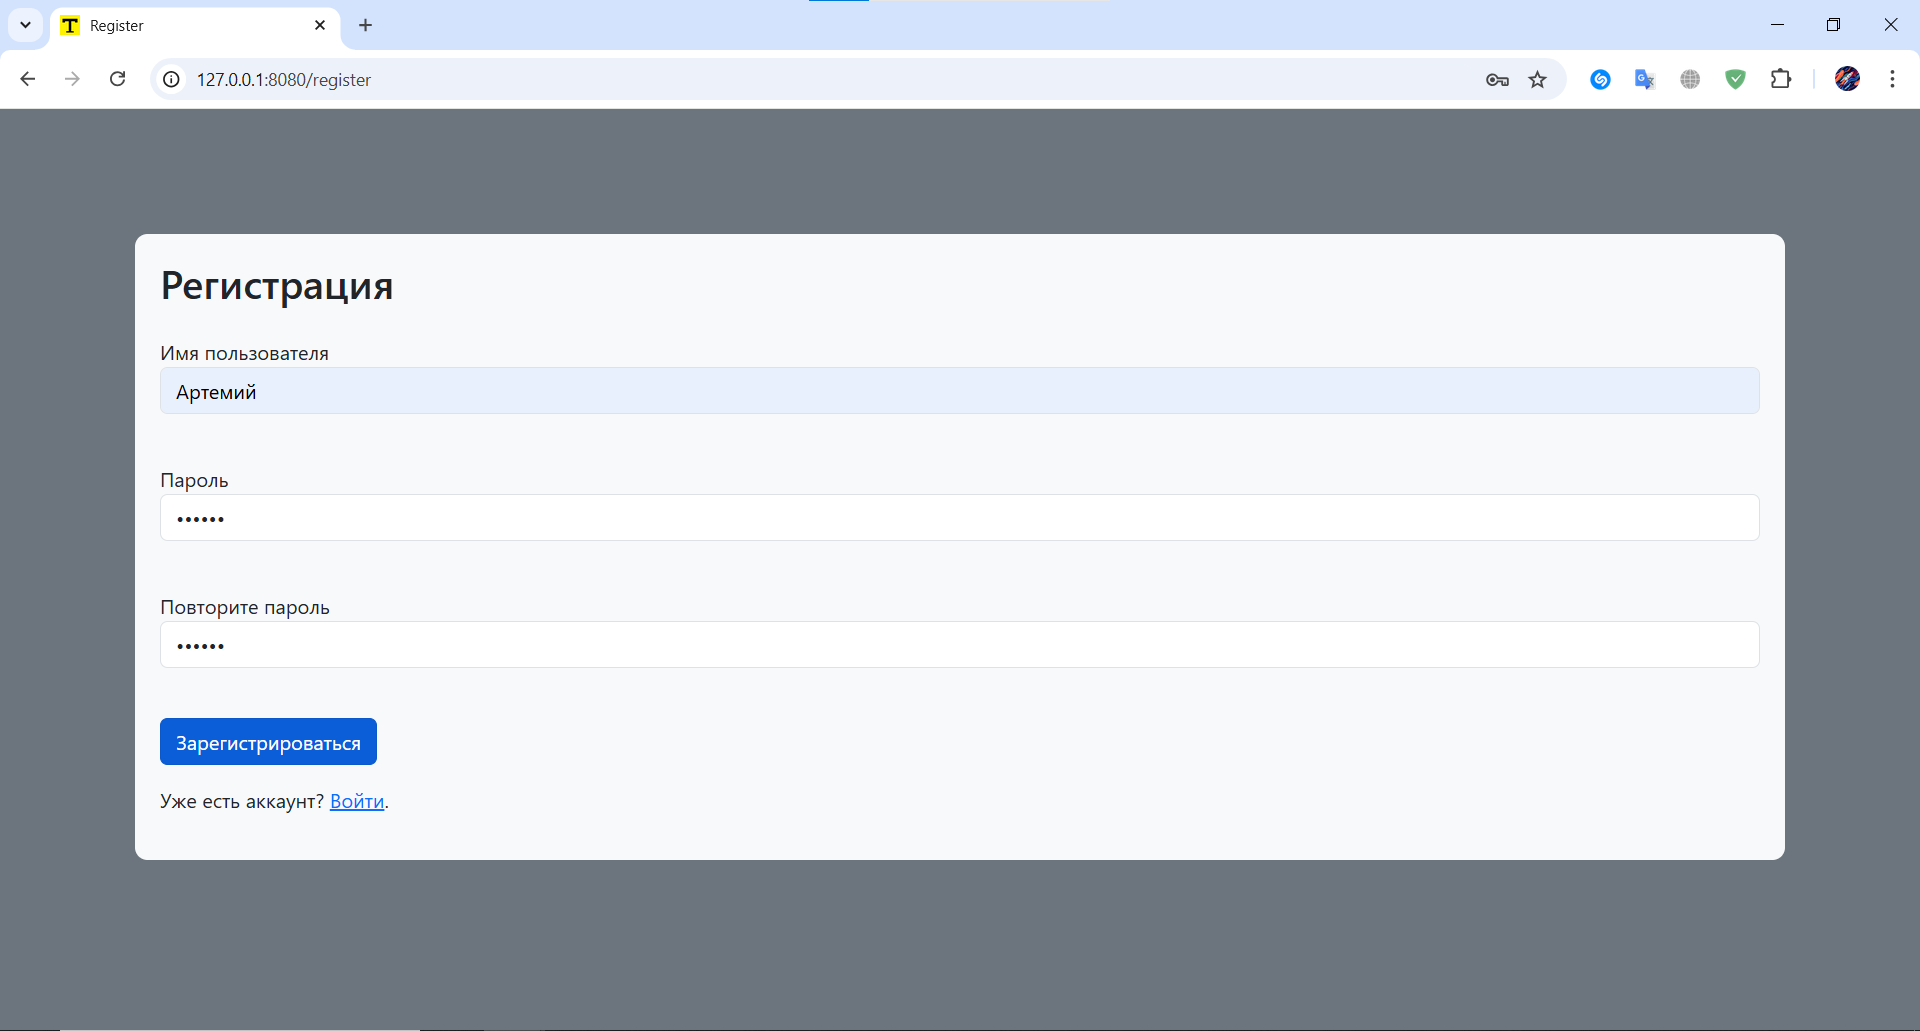 T Register
127.0.0.1:8080/register
Регистрация
Имя пользователя
Артемий
Пароль
••••••
Повторите пароль
••••••
Зарегистрироваться
Уже есть аккаунт? Войти.